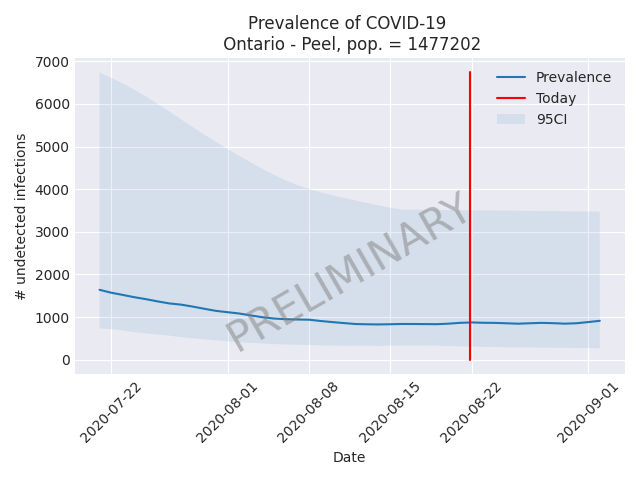 Prevalence of COVID-19
Ontario - Peel, pop. = 1477202
7000
6000
5000
4000
3000
2000
1000
0
# undetected infections
Prevalence
Today
95CI
PRELIMINARY
2020-07-22
2020-08-01
2020-08-08
2020-08-15
2020-08-22
2020-09-01
Date